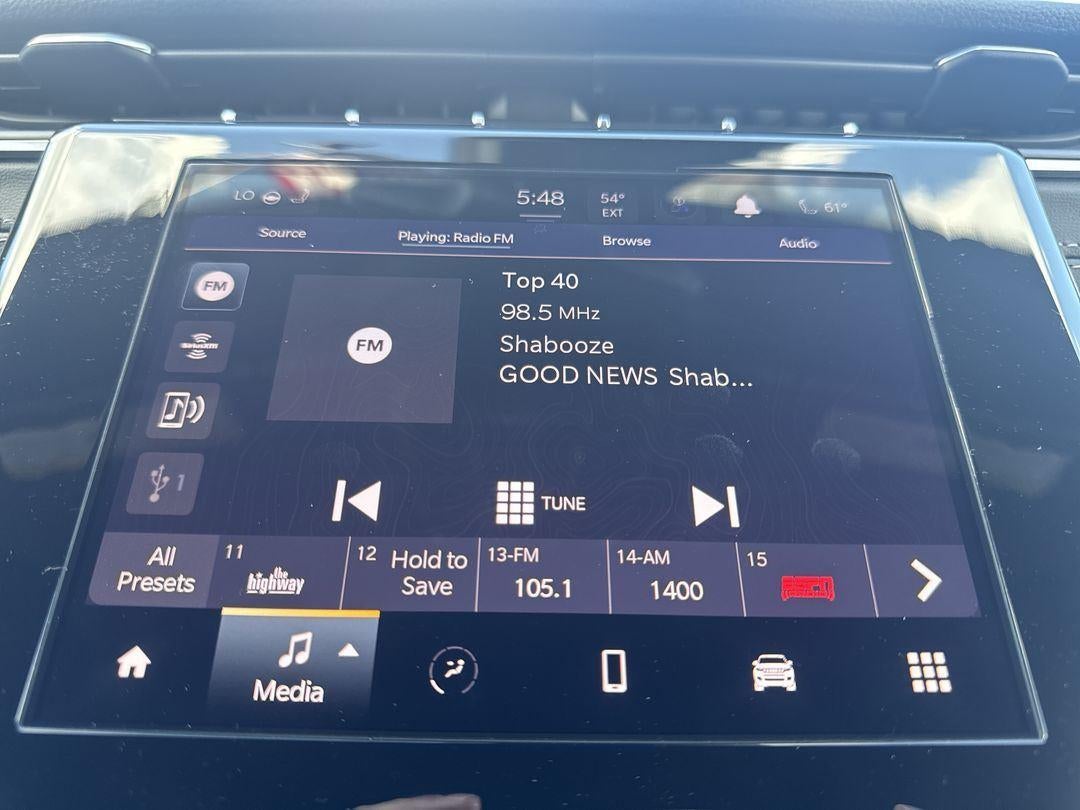 LO
5:48
54°
EXT
61°
Source
Playing: Radio FM
Browse
Audio
FM
SiriusXM
1
FM
Top 40
98.5 MHz
Shabooze
GOOD NEWS Shab...
TUNE
All
Presets
11
the
highway
12
Hold to
Save
13-FM
105.1
14-AM
1400
15
Media